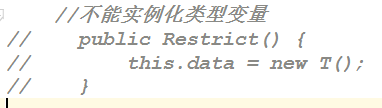 //不能实例化类型变量
//    public Restrict() {
//        this.data = new T();
//    }